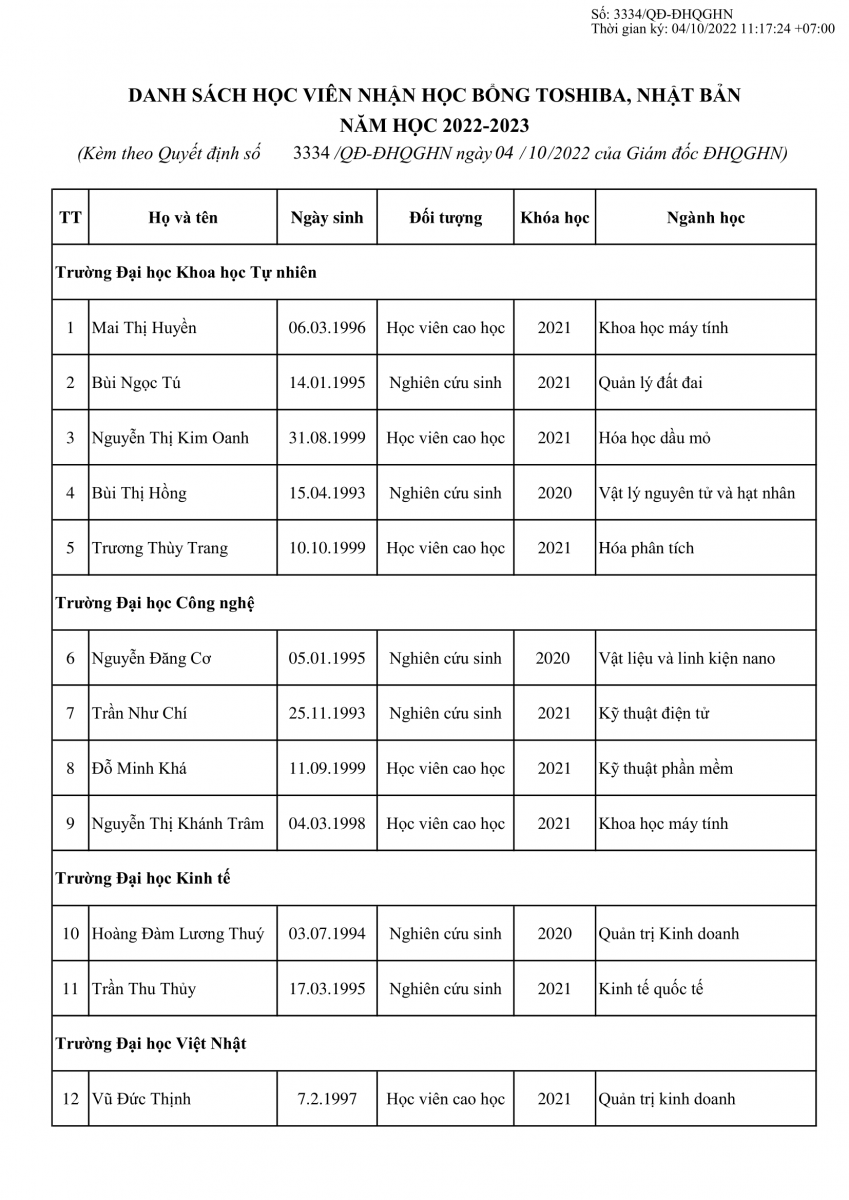 Số: 3334/QĐ-ĐHQGHN
Thời gian ký: 04/10/2022 11:17:24 +07:00
DANH SÁCH HỌC VIÊN NHẬN HỌC BỔNG TOSHIBA, NHẬT BẢN
NĂM HỌC 2022-2023
(Kèm theo Quyết định số 3334 /QĐ-ĐHQGHN ngày 04 / 10/2022 của Giám đốc ĐHQGHN)
TT Họ và tên Ngày sinh Đối tượng Khóa học Ngành học
Trường Đại học Khoa học Tự nhiên
1 Mai Thị Huyền 06.03.1996 Học viên cao học 2021 Khoa học máy tính
2 Bùi Ngọc Tú 14.01.1995 Nghiên cứu sinh 2021 Quản lý đất đai
3 Nguyễn Thị Kim Oanh 31.08.1999 Học viên cao học 2021 Hóa học dầu mỏ
4 Bùi Thị Hồng 15.04.1993 Nghiên cứu sinh 2020 Vật lý nguyên tử và hạt nhân
5 Trương Thùy Trang 10.10.1999 Học viên cao học 2021 Hóa phân tích
Trường Đại học Công nghệ
6 Nguyễn Đăng Cơ 05.01.1995 Nghiên cứu sinh 2020 Vật liệu và linh kiện nano
7 Trần Như Chí 25.11.1993 Nghiên cứu sinh 2021 Kỹ thuật điện tử
8 Đỗ Minh Khá 11.09.1999 Học viên cao học 2021 Kỹ thuật phần mềm
9 Nguyễn Thị Khánh Trâm 04.03.1998 Học viên cao học 2021 Khoa học máy tính
Trường Đại học Kinh tế
10 Hoàng Đàm Lương Thuý 03.07.1994 Nghiên cứu sinh 2020 Quản trị Kinh doanh
11 Trần Thu Thủy 17.03.1995 Nghiên cứu sinh 2021 Kinh tế quốc tế
Trường Đại học Việt Nhật
12 Vũ Đức Thịnh 7.2.1997 Học viên cao học 2021 Quản trị kinh doanh